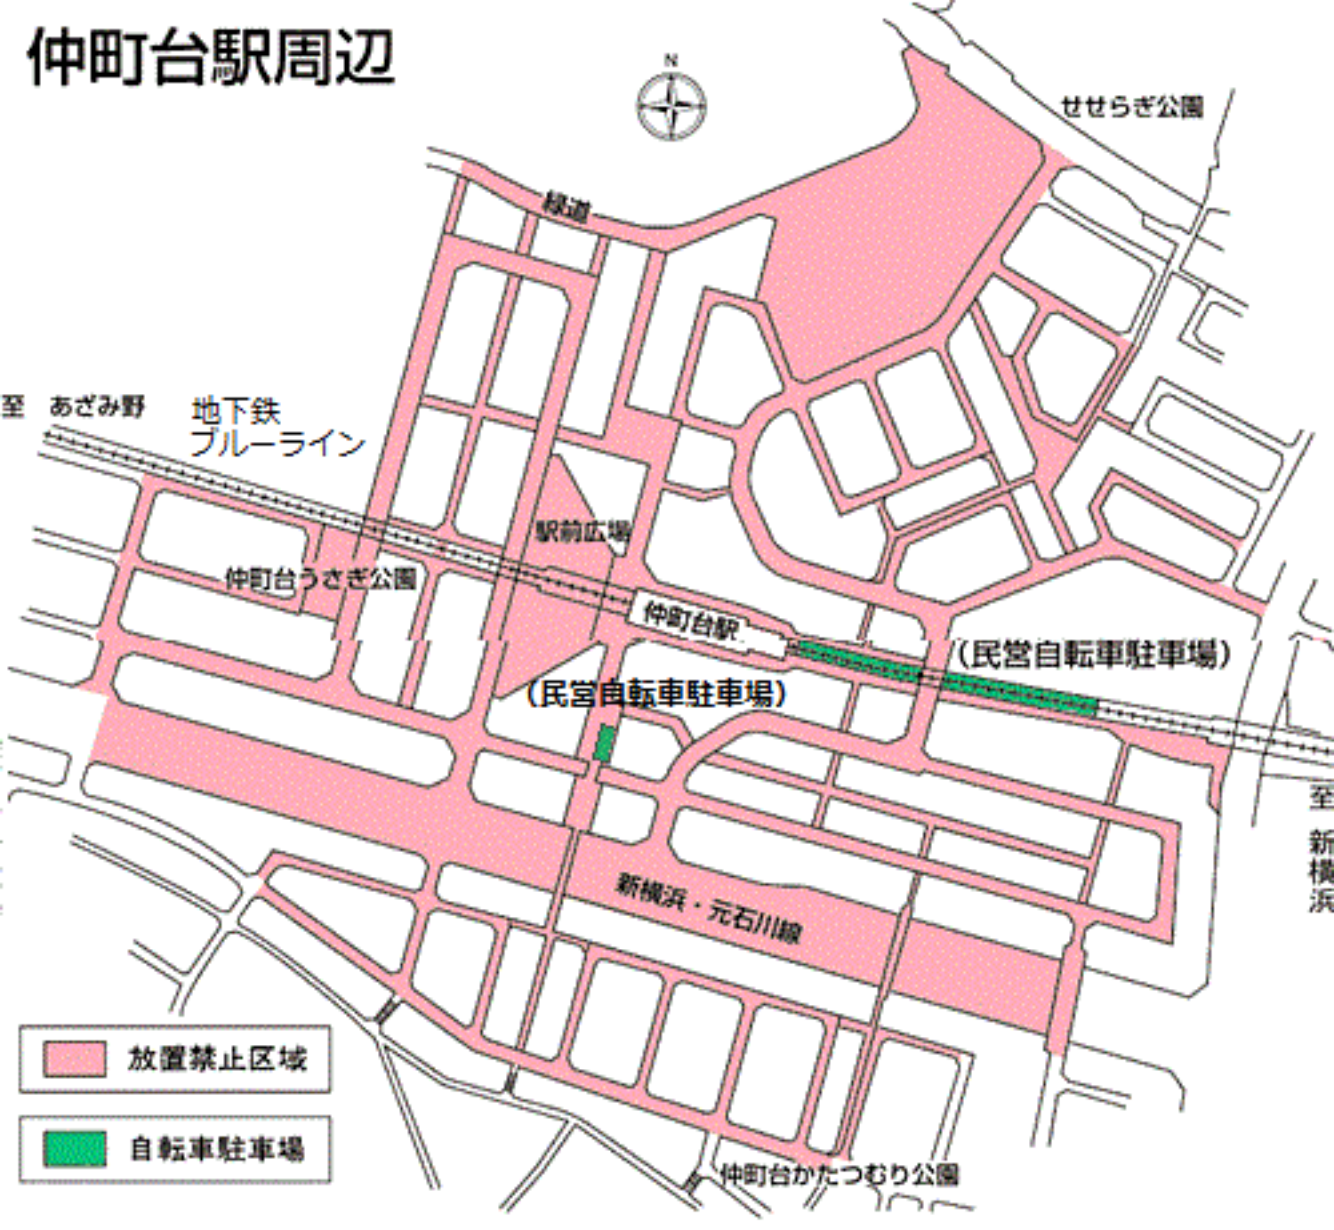 仲町台駅周辺
N
せせらぎ公園
緑道
至 あざみ野
地下鉄
ブルーライン
駅前広場
仲町台うさぎ公園
仲町台駅
（民営自転車駐車場）
（民営自転車駐車場）
至
新横浜
新横浜・元石川線
放置禁止区域
自転車駐車場
仲町台かたつむり公園